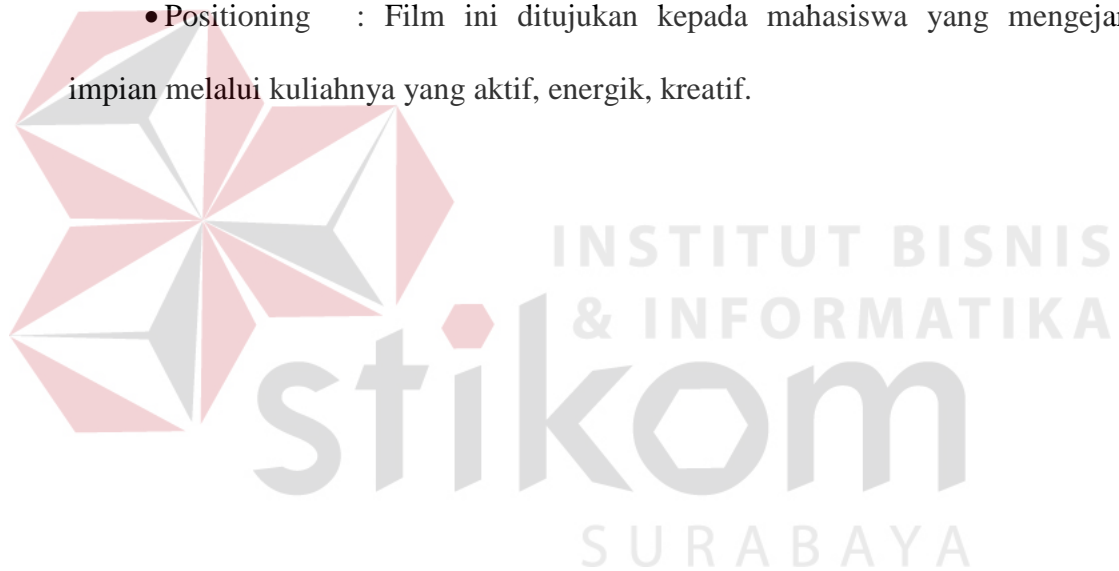 • Positioning : Film ini ditujukan kepada mahasiswa yang mengejar
impian melalui kuliahnya yang aktif, energik, kreatif.
INSTITUT BISNIS
& INFORMATIKA
stikom
SURABAYA